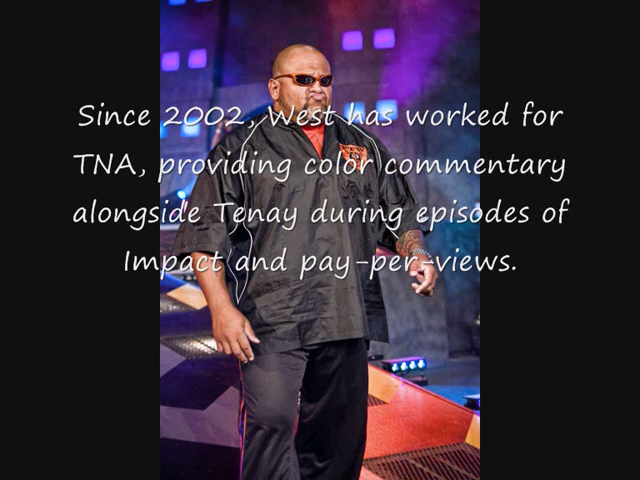 Since 2002, West has worked for
TNA, providing color commentary
alongside Tenay during episodes of
Impact and pay-per-views.